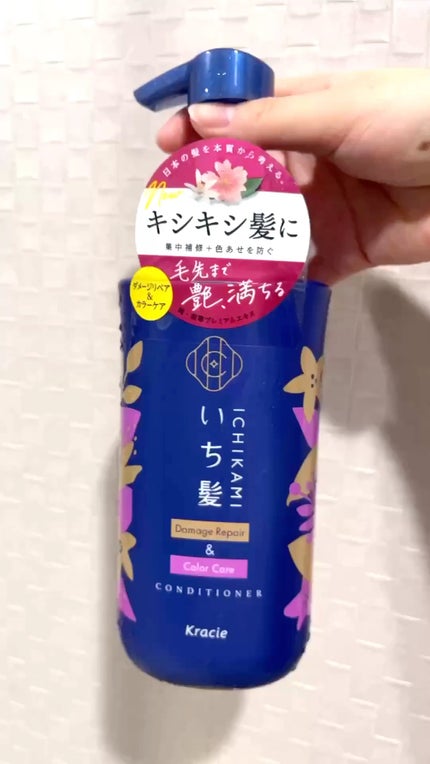 日本の髪を本質から考える。
New
キシキシ髪に
集中補修+色あせを防ぐ
毛先まで
艶、満ちる
ダメージリペア
&
カラーケア
ICHIKAMI
いち髪
Damage Repair
&
Color Care
CONDITIONER
Kracie